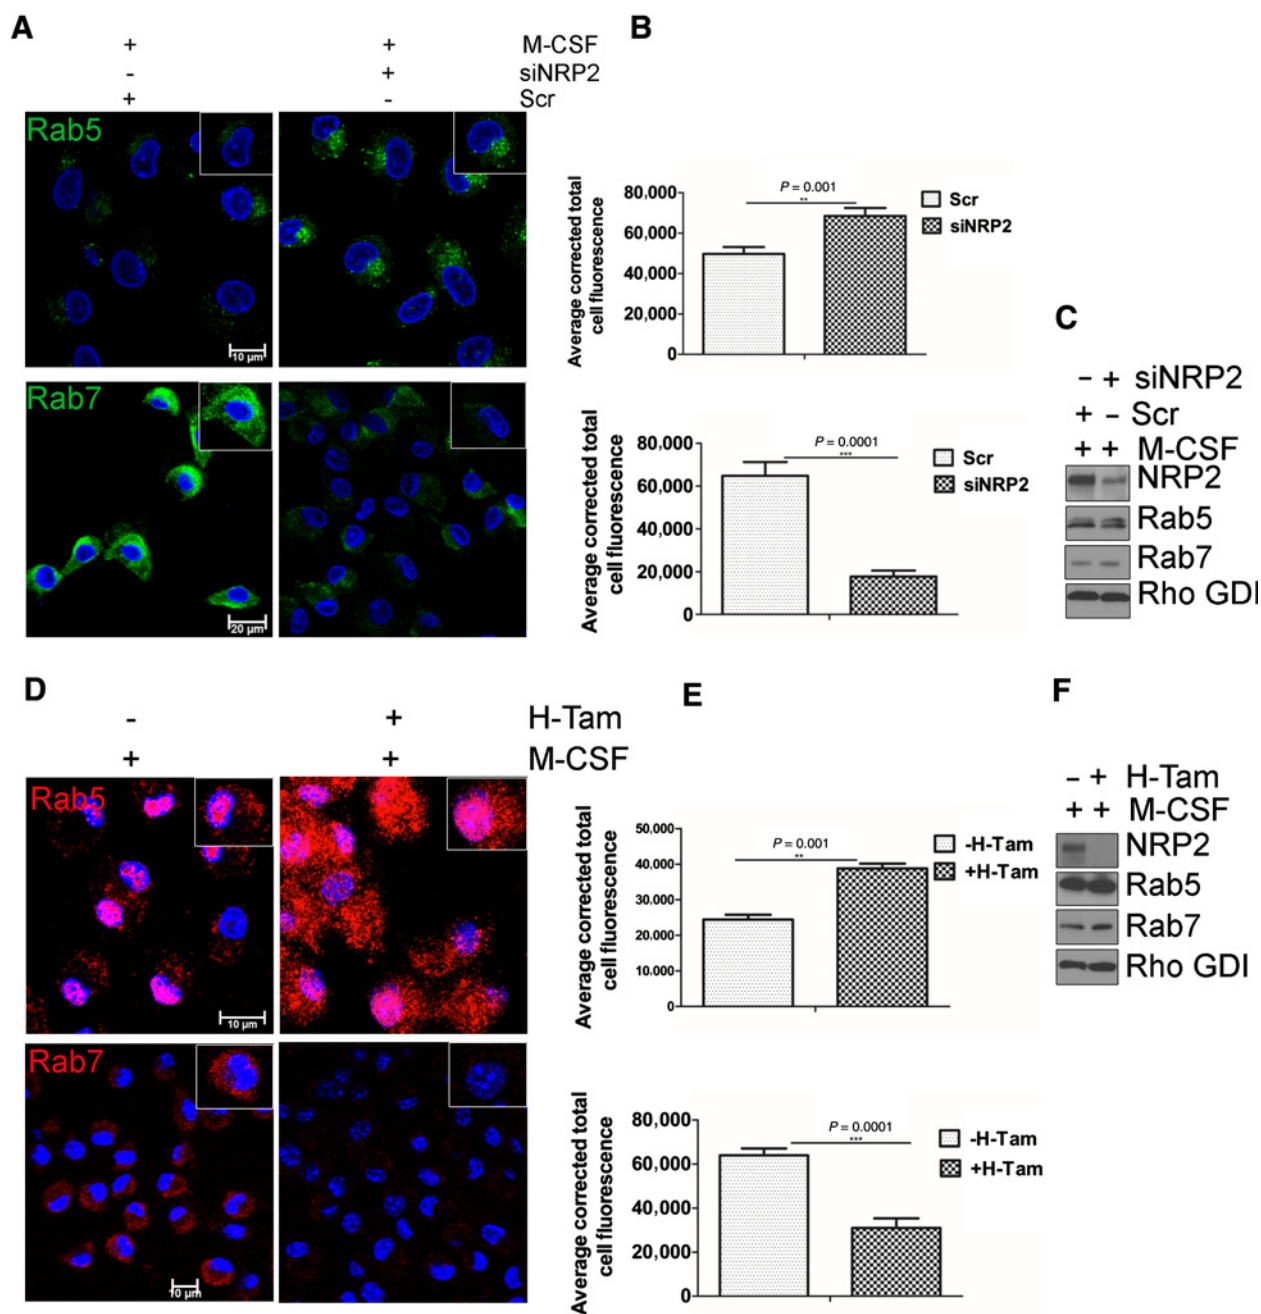 A
+ + M-CSF
- + siNRP2
+ - Scr
Rab5
10 µm
Rab7
20 µm
B
Average corrected total
cell fluorescence
80,000
60,000
40,000
20,000
0
P = 0.001
**
Scr
siNRP2
Average corrected total
cell fluorescence
80,000
60,000
40,000
20,000
0
P = 0.0001
***
Scr
siNRP2
C
- + siNRP2
+ - Scr
+ + M-CSF
NRP2
Rab5
Rab7
Rho GDI
D
- + H-Tam
+ + M-CSF
Rab5
10 µm
Rab7
10 µm
E
Average corrected total
cell fluorescence
50.000
40.000
30.000
20.000
10.000
0
P = 0.001
**
-H-Tam
+H-Tam
Average corrected total
cell fluorescence
80,000
60,000
40,000
20,000
0
P = 0.0001
***
-H-Tam
+H-Tam
F
- + H-Tam
+ + M-CSF
NRP2
Rab5
Rab7
Rho GDI